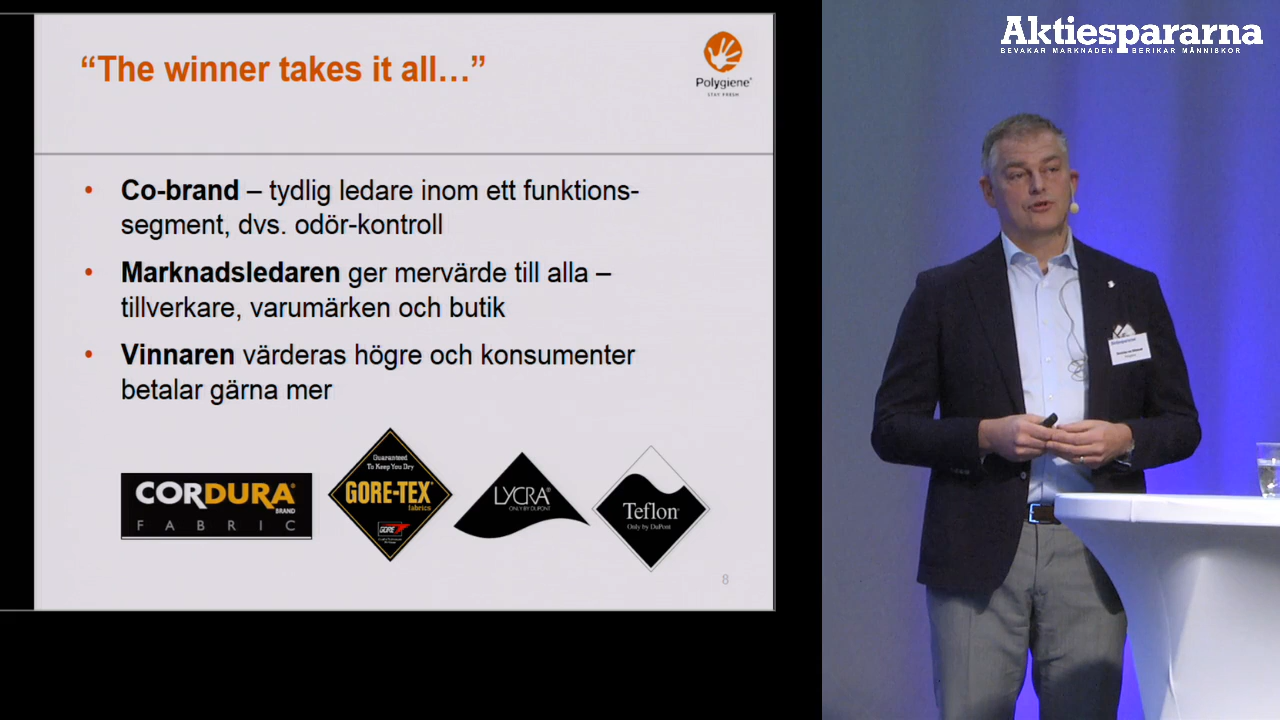 “The winner takes it all…”
Polygiene®
STAY FRESH
• Co-brand – tydlig ledare inom ett funktions-
segment, dvs. odör-kontroll
• Marknadsledaren ger mervärde till alla –
tillverkare, varumärken och butik
• Vinnaren värderas högre och konsumenter
betalar gärna mer
CORDURA®
BRAND
FABRIC
Guaranteed
To Keep You Dry
GORE-TEX®
fabrics
GORE
LYCRA®
ONLY BY DUPONT
Teflon®
Only by DuPont
8
Aktiespararna
BEVAKAR MARKNADEN BERIKAR MÄNNISKOR
Aktiespararna